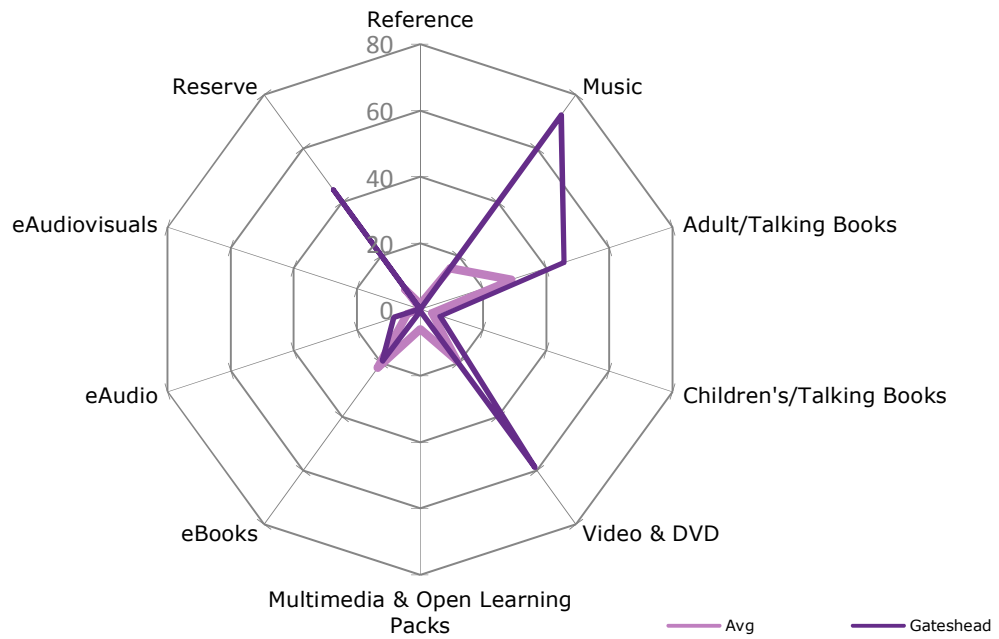 Reference
80
Reserve
Music
60
40
eAudiovisuals
Adult/Talking Books
20
0
eAudio
Children's/Talking Books
eBooks
Video & DVD
Multimedia & Open Learning
Packs
Avg
Gateshead